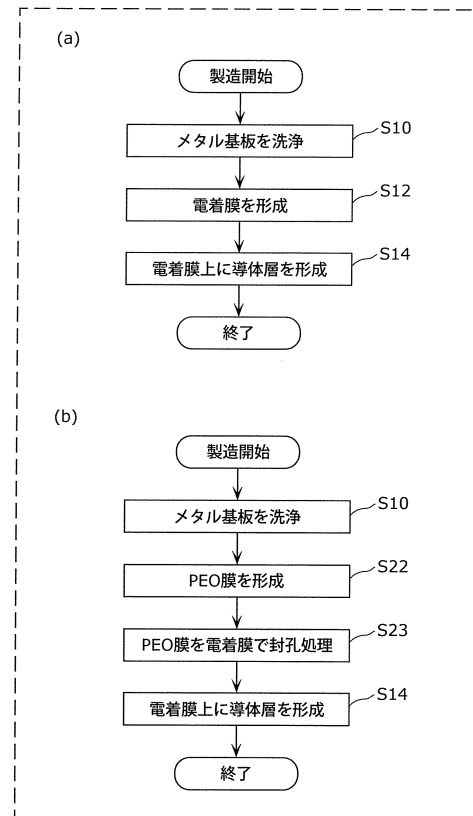 (a)
製造開始
メタル基板を洗浄
S10
電着膜を形成
S12
電着膜上に導体層を形成
S14
終了
(b)
製造開始
メタル基板を洗浄
S10
PEO膜を形成
S22
PEO膜を電着膜で封孔処理
S23
電着膜上に導体層を形成
S14
終了